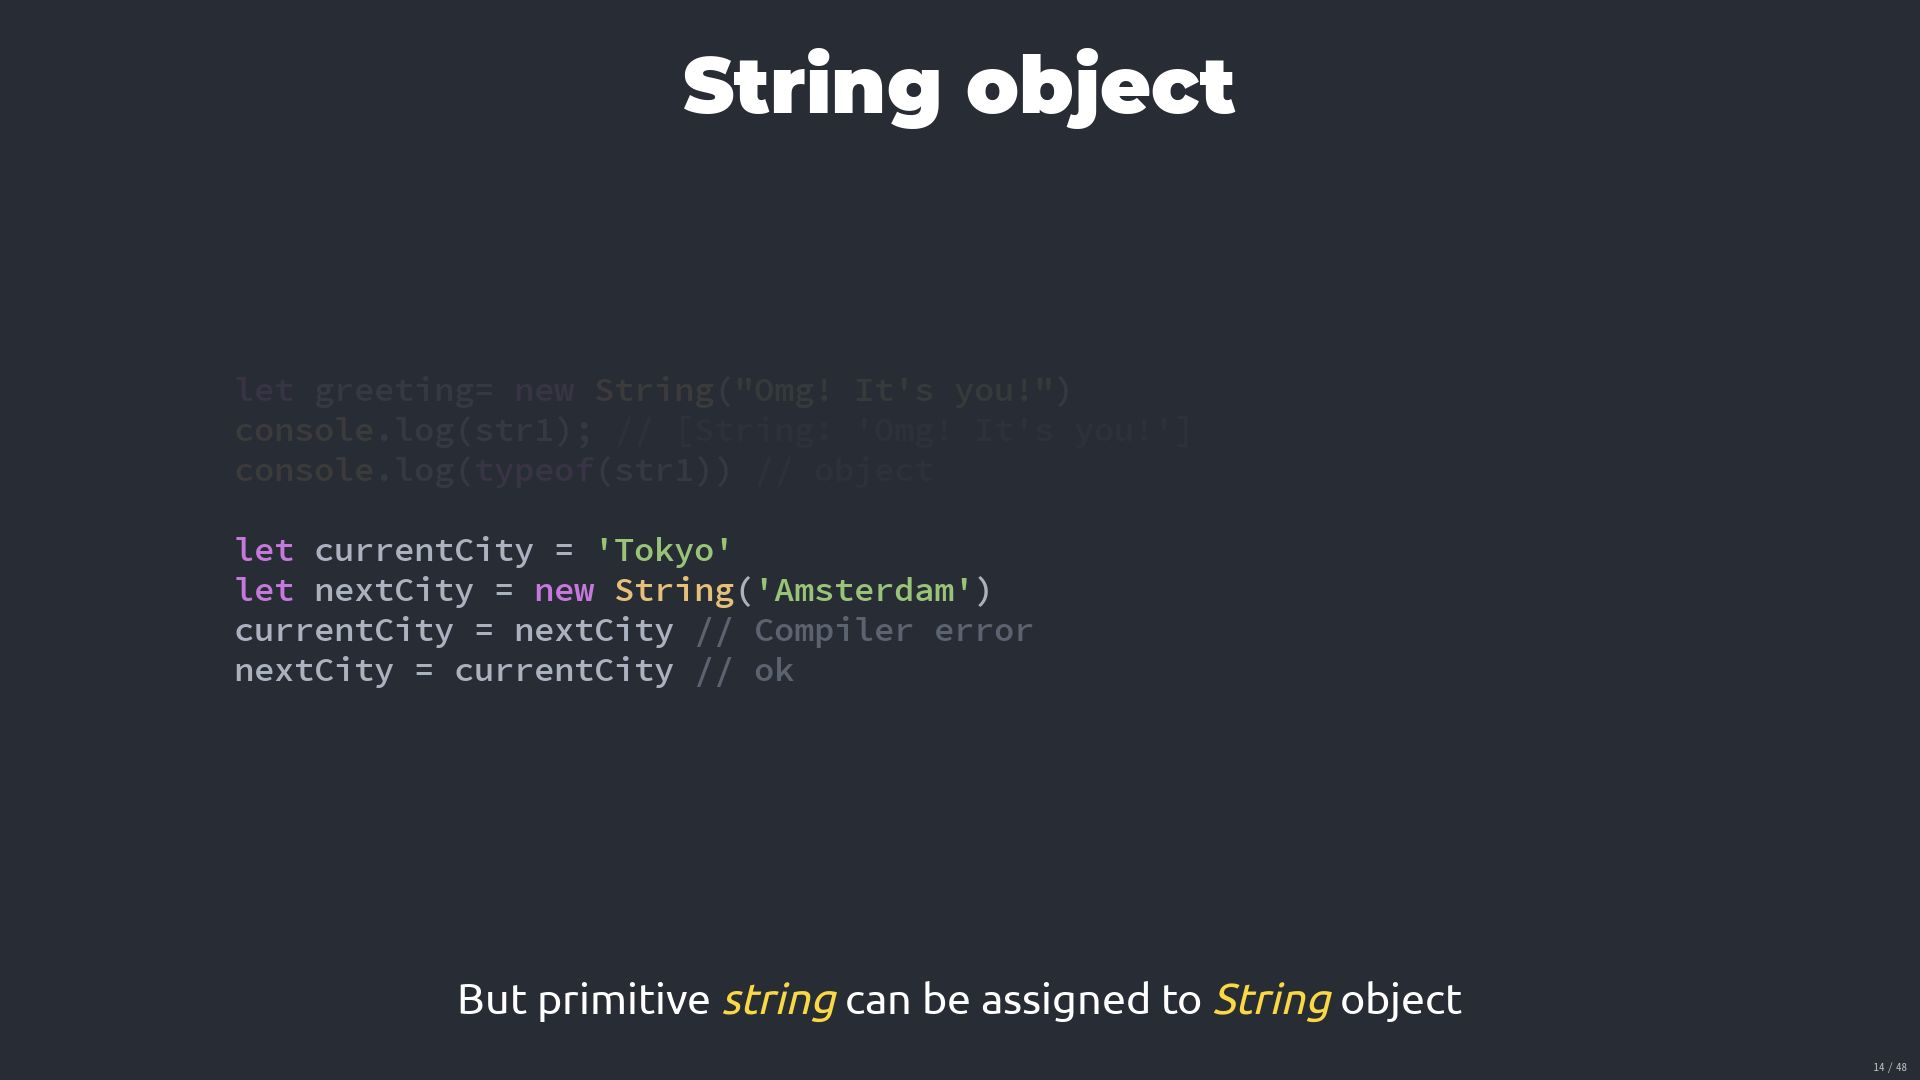 String object
let greeting= new String("Omg! It's you!")
console.log(str1); // [String: 'Omg! It's you!']
console.log(typeof(str1)) // object
let currentCity = 'Tokyo'
let nextCity = new String('Amsterdam')
currentCity = nextCity // Compiler error
nextCity = currentCity // ok
But primitive string can be assigned to String object
14 / 48